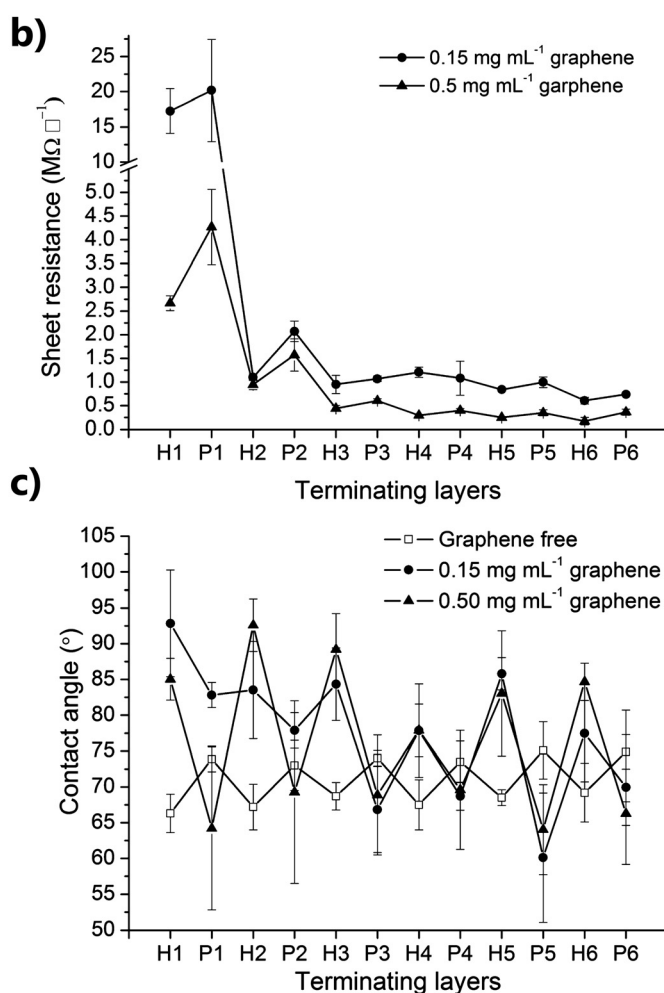 b)
25
20
15
10
5.0
4.5
4.0
3.5
3.0
2.5
2.0
1.5
1.0
0.5
0.0
Sheet resistance (MΩ □⁻¹)
0.15 mg mL⁻¹ graphene
0.5 mg mL⁻¹ garphene
H1 P1 H2 P2 H3 P3 H4 P4 H5 P5 H6 P6
Terminating layers
c)
105
100
95
90
85
80
75
70
65
60
55
50
Contact angle (°)
Graphene free
0.15 mg mL⁻¹ graphene
0.50 mg mL⁻¹ graphene
H1 P1 H2 P2 H3 P3 H4 P4 H5 P5 H6 P6
Terminating layers